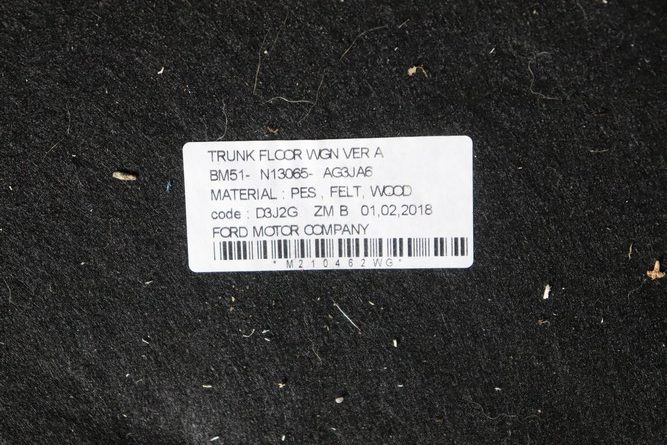 TRUNK FLOOR WGN VER A
BM51- N13065- AG3JA6
MATERIAL : PES , FELT, WOOD
code : D3J2G ZM B 01,02,2018
FORD MOTOR COMPANY
*M210462WG*